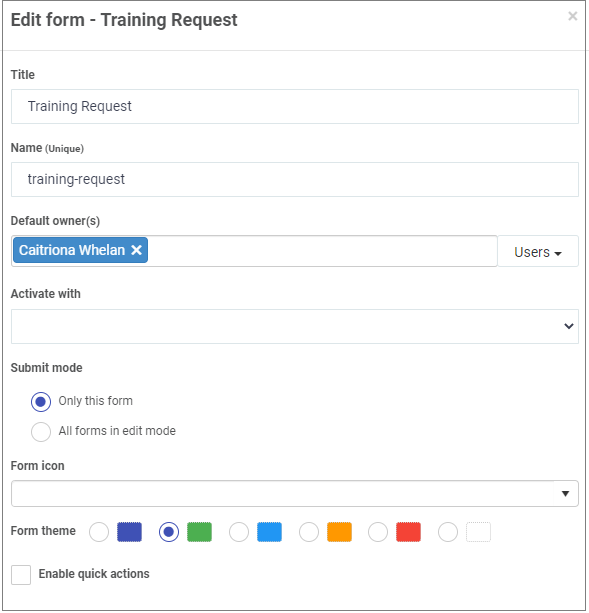 Edit form - Training Request
Title
Training Request
Name (Unique)
training-request
Default owner(s)
Caitriona Whelan
Users
Activate with
Submit mode
Only this form
All forms in edit mode
Form icon
Form theme
Enable quick actions